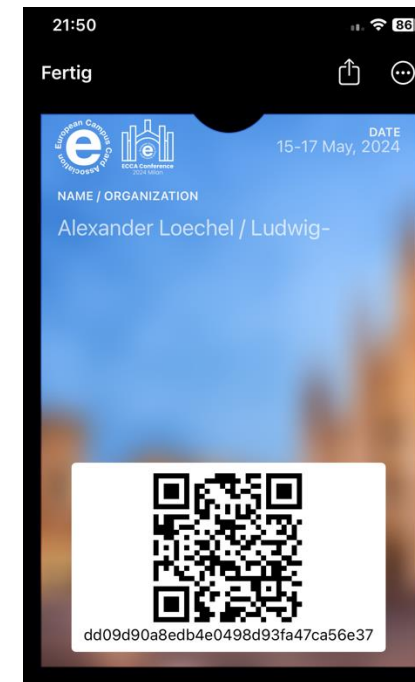 21:50
86
Fertig
European Campus Card Association
e
e
ECCA Conference
2024 Milan
DATE
15-17 May, 2024
NAME / ORGANIZATION
Alexander Loechel / Ludwig-
dd09d90a8edb4e0498d93fa47ca56e37